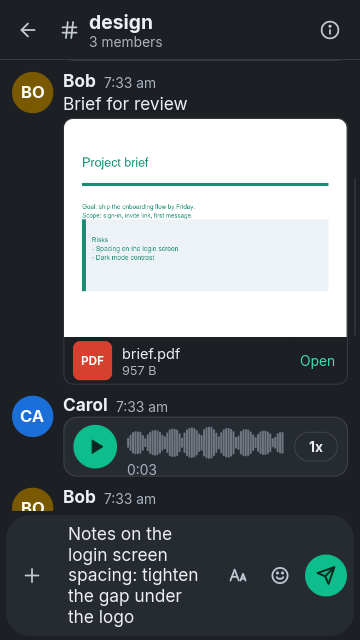 # design
3 members
BO
Bob 7:33 am
Brief for review
Project brief
Goal: ship the onboarding flow by Friday.
Scope: sign-in, invite link, first message.
Risks
- Spacing on the login screen
- Dark mode contrast
PDF
brief.pdf
957 B
Open
CA
Carol 7:33 am
1x
0:03
BO
Bob 7:33 am
Notes on the
login screen
spacing: tighten
the gap under
the logo
AA